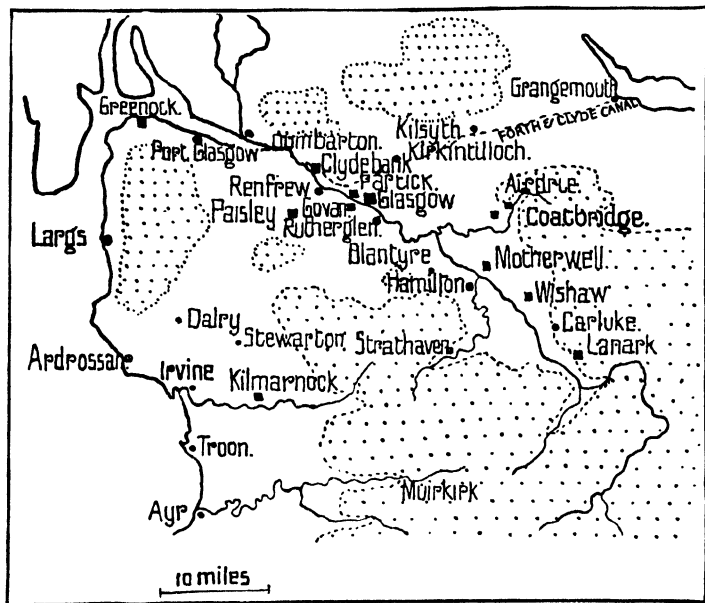 Grangemouth
Greenock.
FORTH & CLYDE CANAL
Kilsyth.
Dumbarton.
Kirkintulloch.
Port Glasgow
Clydebank
Partick.
Airdrie.
Renfrew
Glasgow
Paisley
Govan.
Coatbridge.
Rutherglen.
Largs
Blantyre
Motherwell
Hamilton
Wishaw
Dalry
Carluke.
Stewarton
Strathaven
Lanark
Ardrossan
Irvine
Kilmarnock
Troon.
Muirkirk
Ayr
10 miles